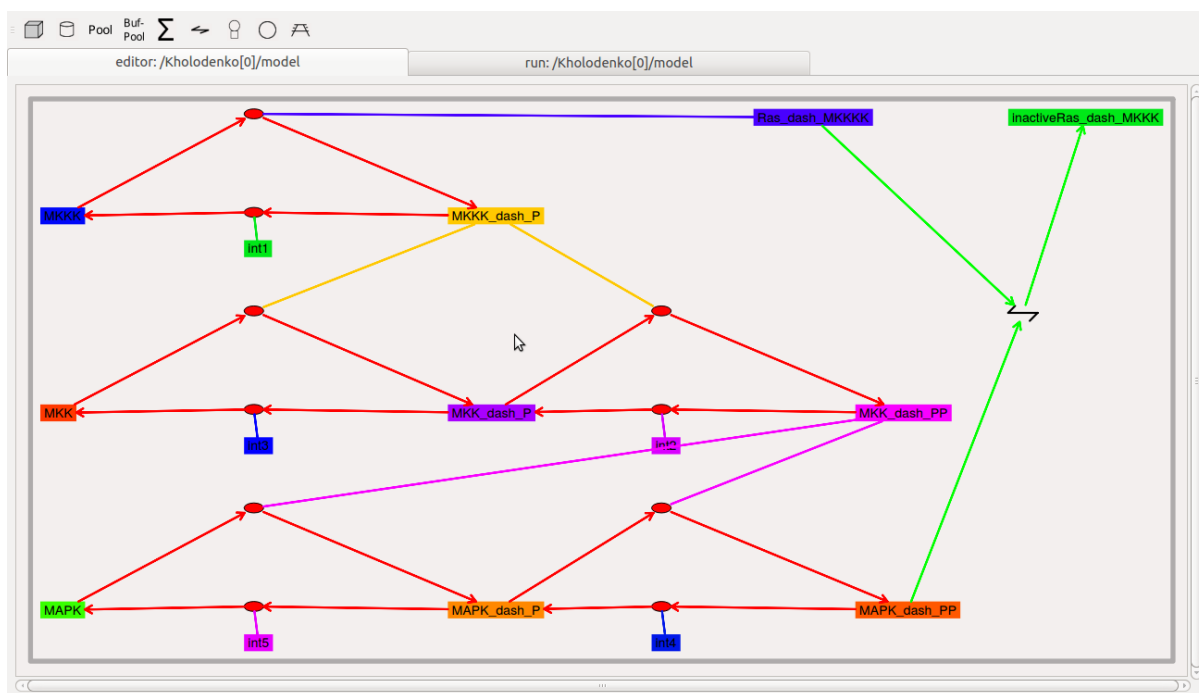 Pool
Buf-
Pool
Σ
editor: /Kholodenko[0]/model
run: /Kholodenko[0]/model
Ras_dash_MKKKK
inactiveRas_dash_MKKK
MKKK
MKKK_dash_P
int1
MKK
MKK_dash_P
MKK_dash_PP
int3
int2
MAPK
MAPK_dash_P
MAPK_dash_PP
int5
int4